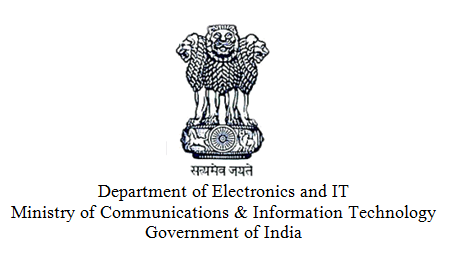 सत्यमेव जयते
Department of Electronics and IT
Ministry of Communications & Information Technology
Government of India